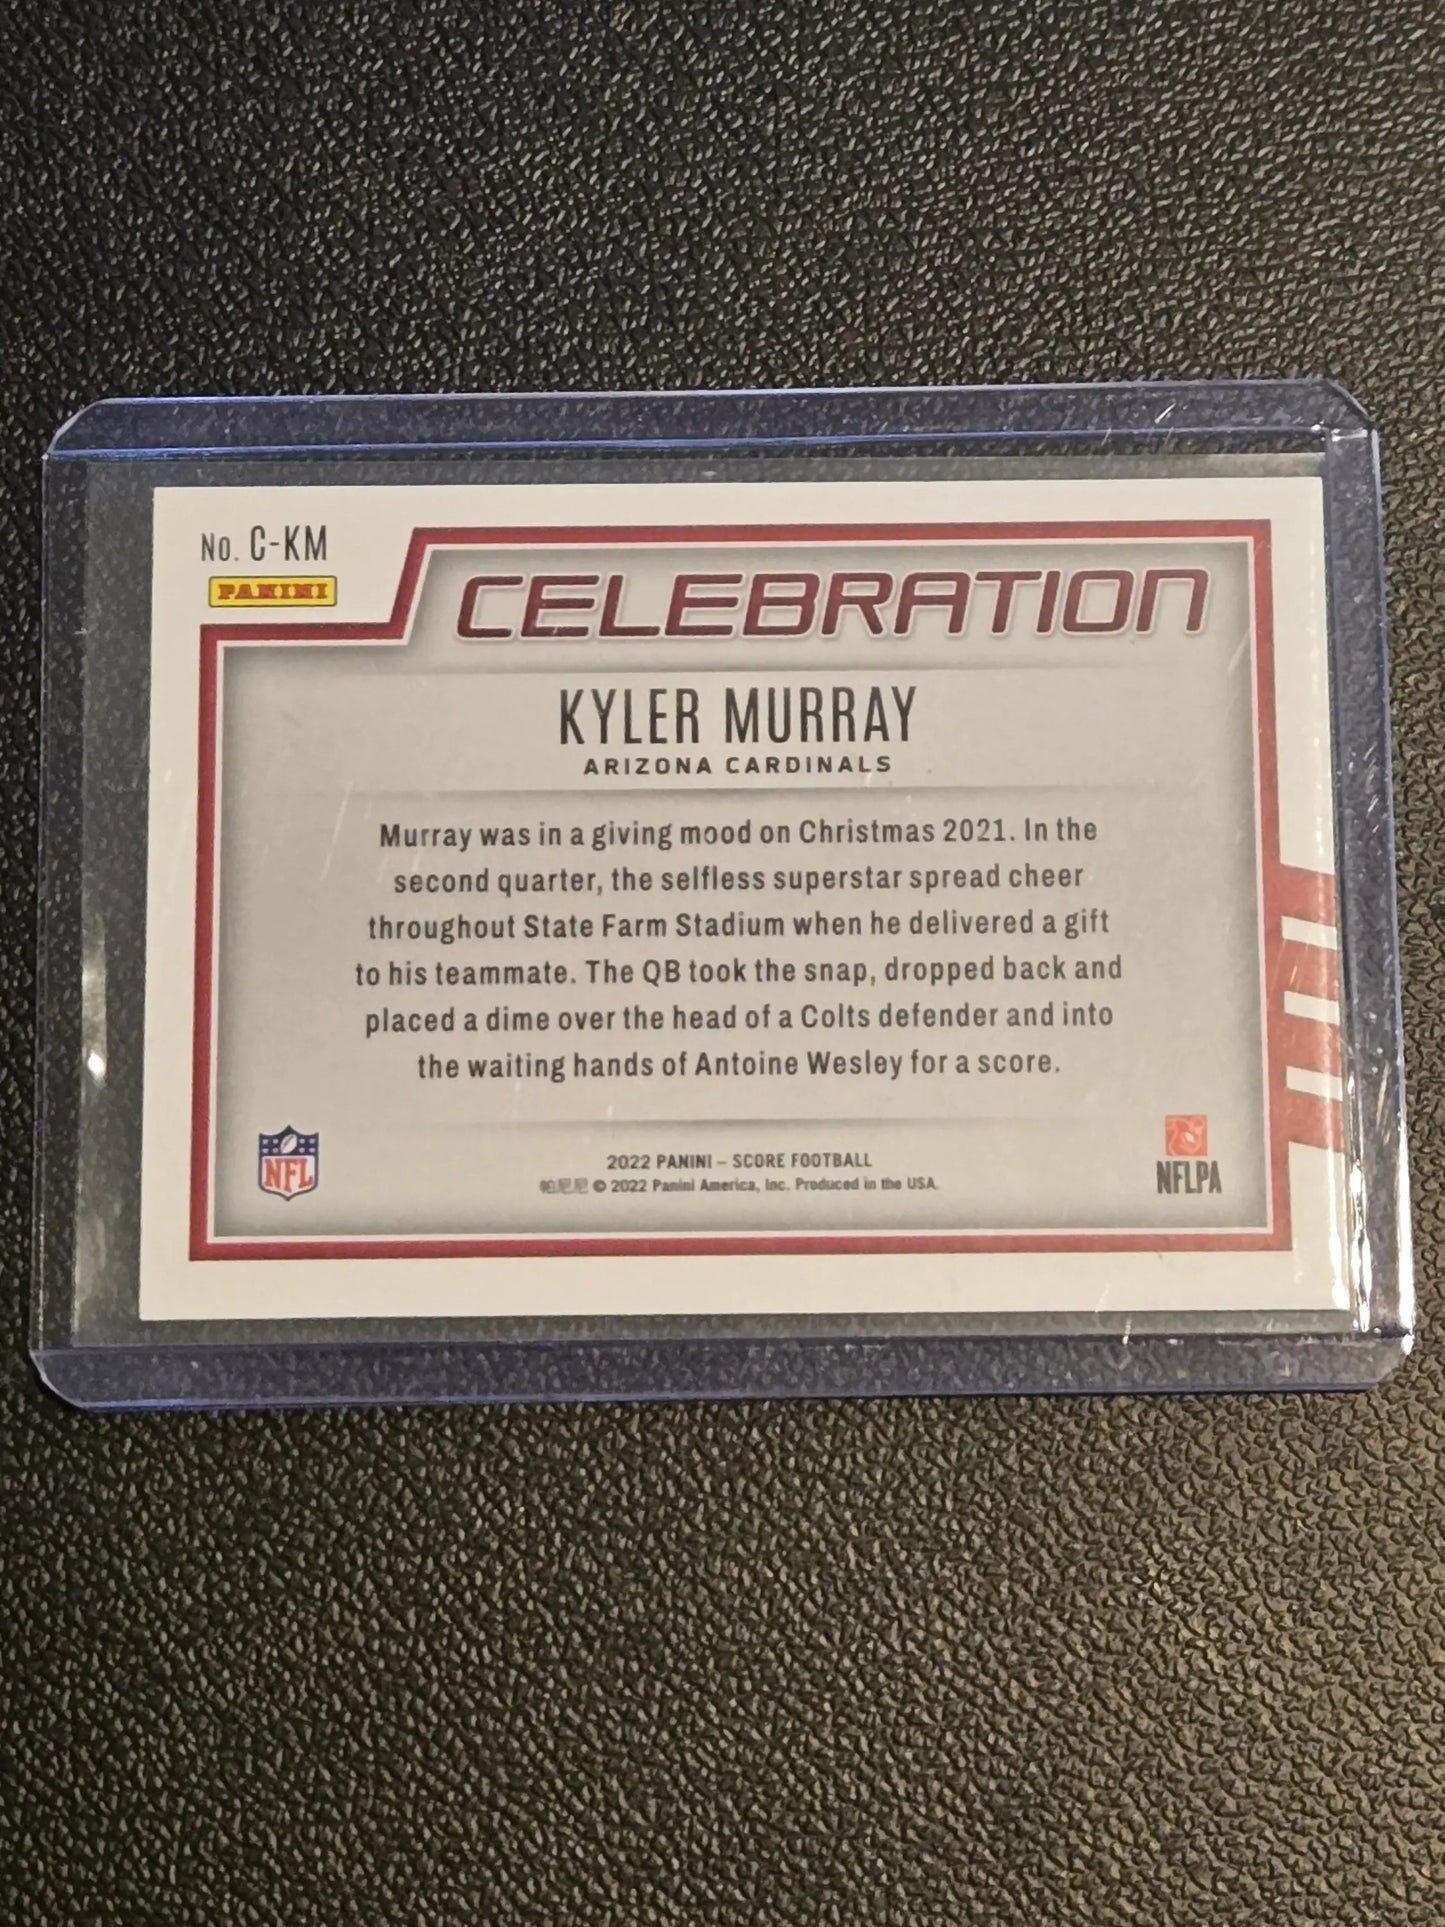 No. C-KM
PANINI
CELEBRATION
KYLER MURRAY
ARIZONA CARDINALS
Murray was in a giving mood on Christmas 2021. In the
second quarter, the selfless superstar spread cheer
throughout State Farm Stadium when he delivered a gift
to his teammate. The QB took the snap, dropped back and
placed a dime over the head of a Colts defender and into
the waiting hands of Antoine Wesley for a score.
NFL
2022 PANINI – SCORE FOOTBALL
帕尼尼 © 2022 Panini America, Inc. Produced in the USA.
NFLPA